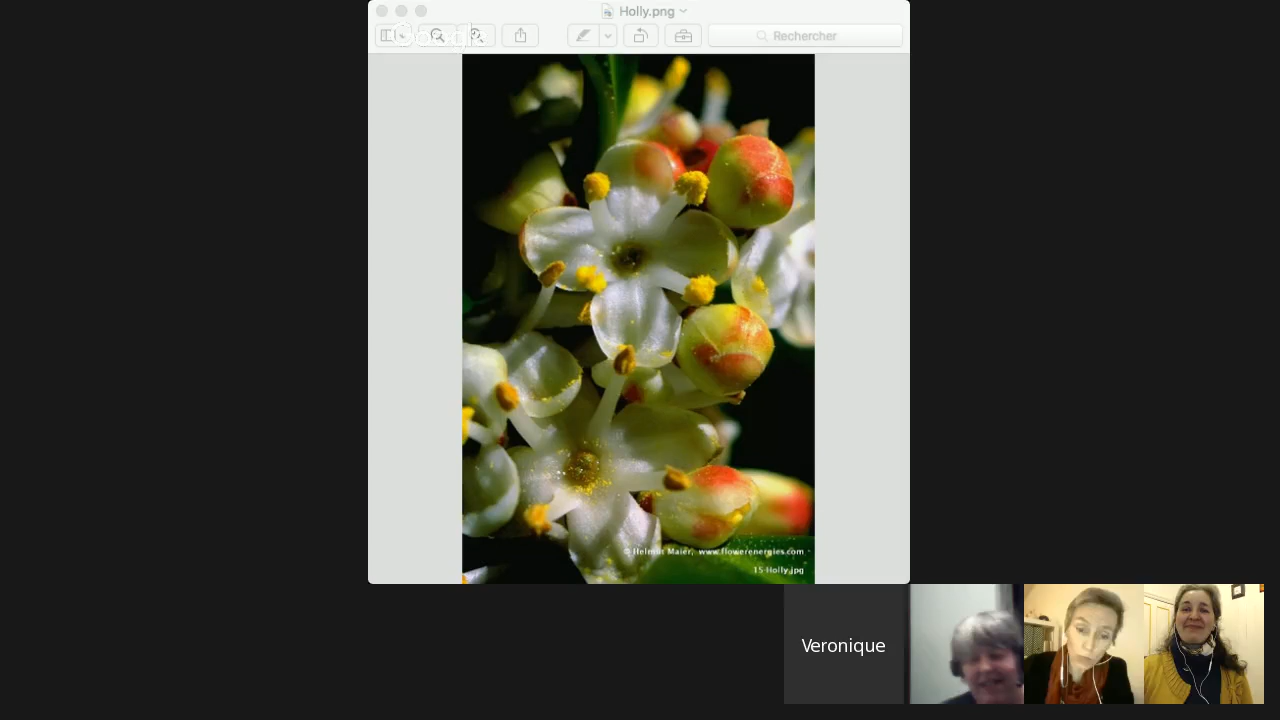 Holly.png
Rechercher
© Helmut Maier, www.flowerenergies.com
15-Holly.jpg
Veronique